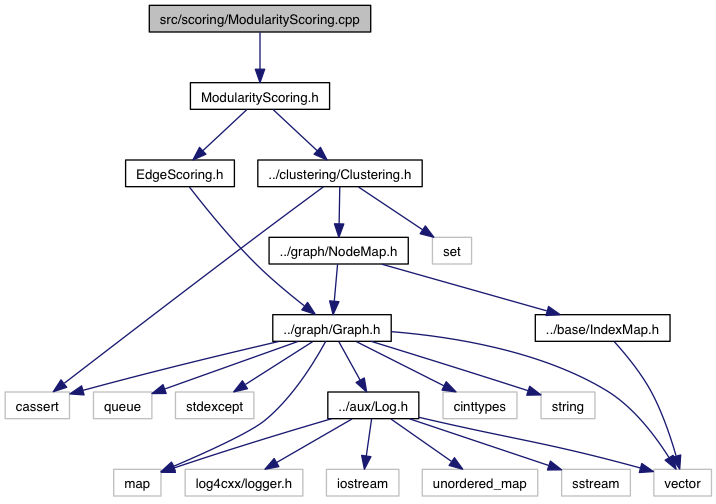 src/scoring/ModularityScoring.cpp
ModularityScoring.h
EdgeScoring.h
../clustering/Clustering.h
../graph/NodeMap.h
set
../graph/Graph.h
../base/IndexMap.h
cassert
queue
stdexcept
../aux/Log.h
cinttypes
string
map
log4cxx/logger.h
iostream
unordered_map
sstream
vector